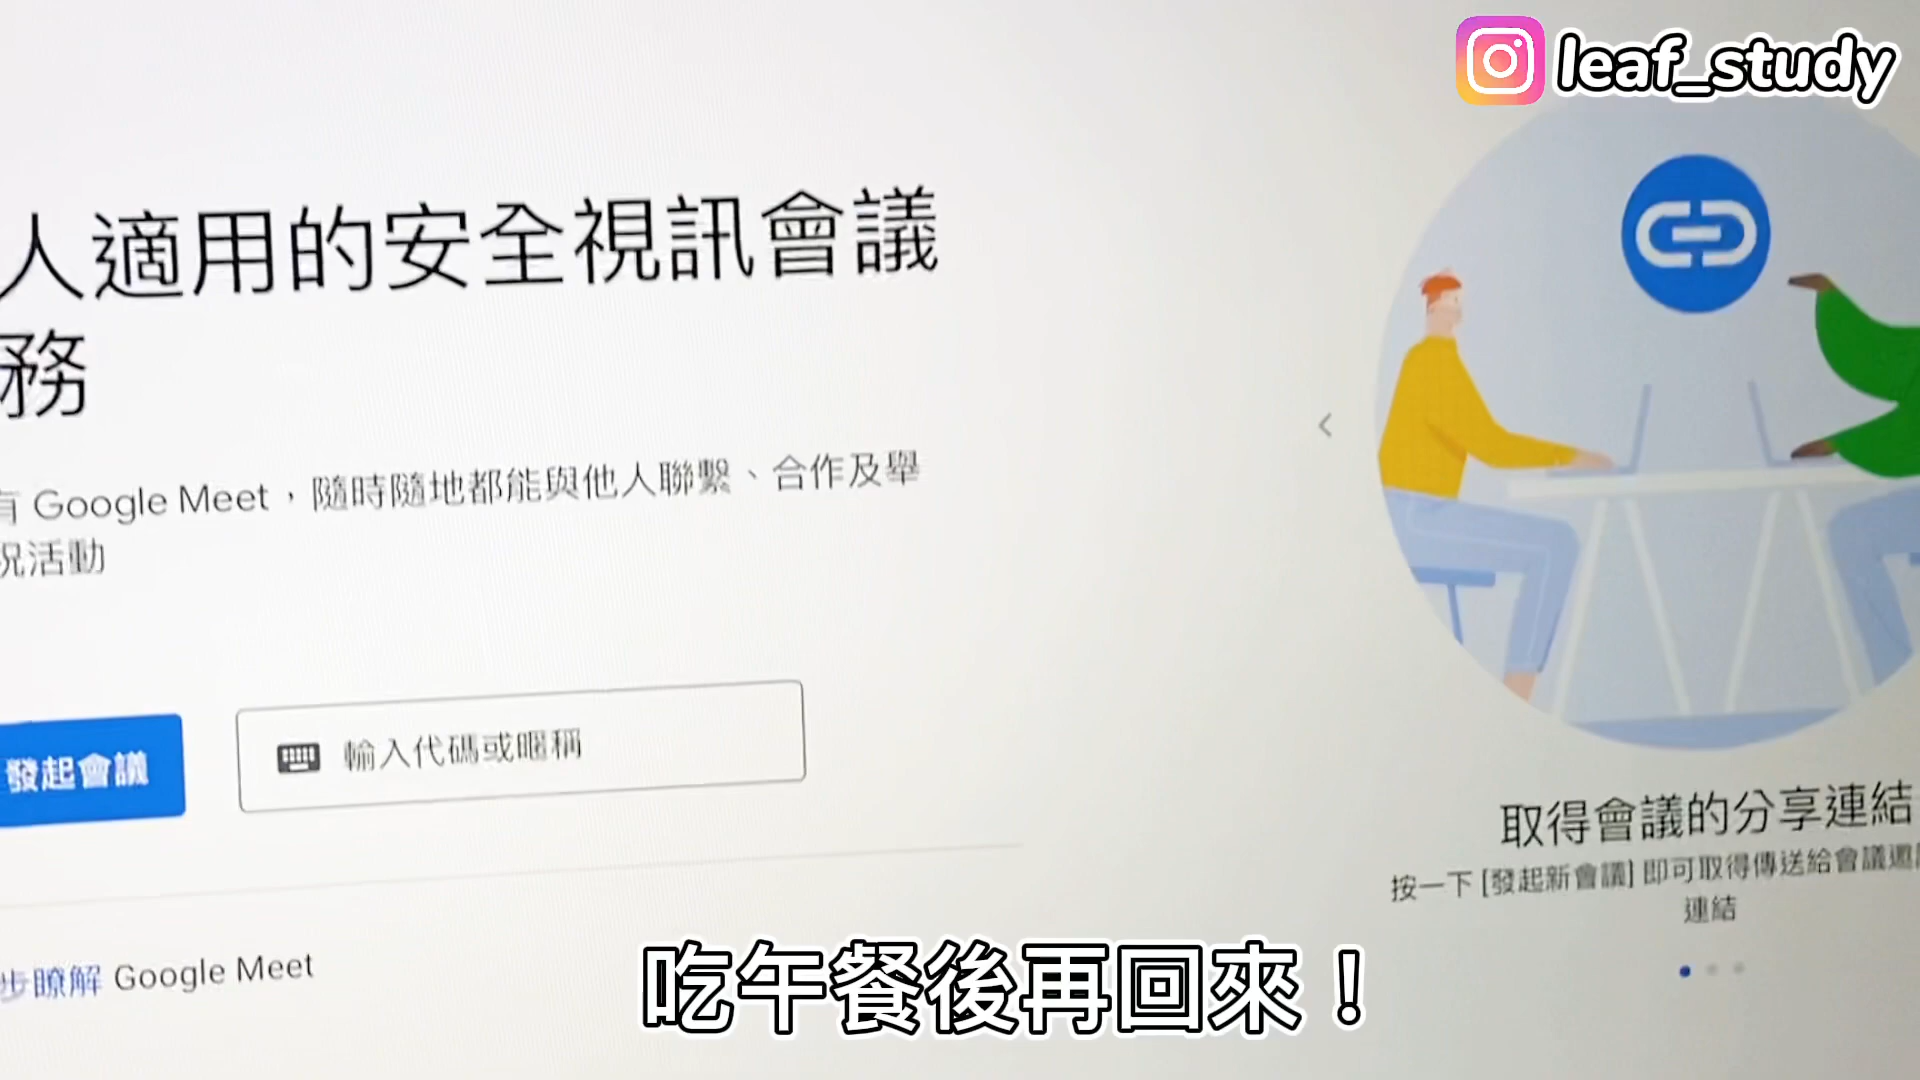 leaf_study
人適用的安全視訊會議
務
有 Google Meet，隨時隨地都能與他人聯繫、合作及舉
況活動
發起會議
輸入代碼或暱稱
步瞭解 Google Meet
取得會議的分享連結
按一下 [發起新會議] 即可取得傳送給會議邀
連結
吃午餐後再回來！